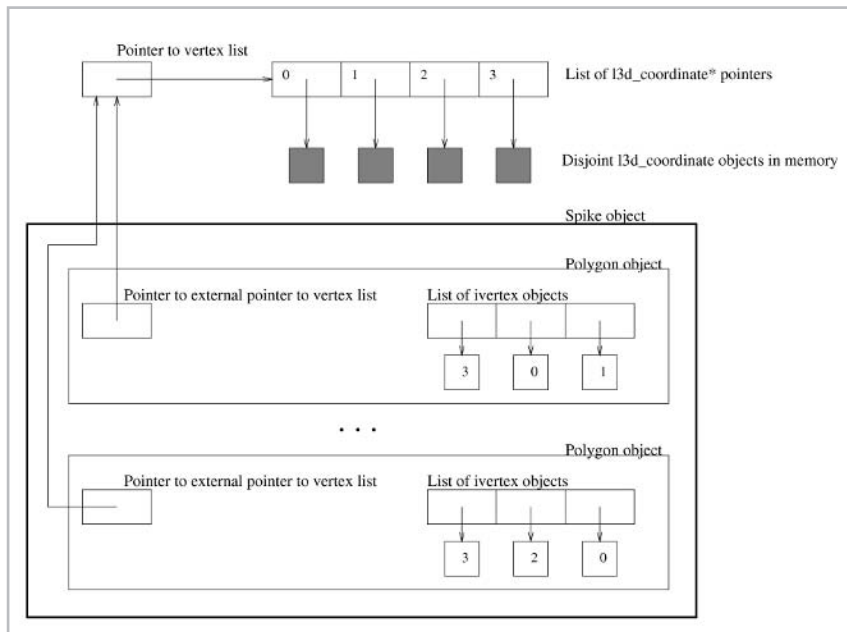 Pointer to vertex list
0 1 2 3
List of l3d_coordinate* pointers
Disjoint l3d_coordinate objects in memory
Spike object
Polygon object
Pointer to external pointer to vertex list
List of ivertex objects
3 0 1
. . .
Polygon object
Pointer to external pointer to vertex list
List of ivertex objects
3 2 0